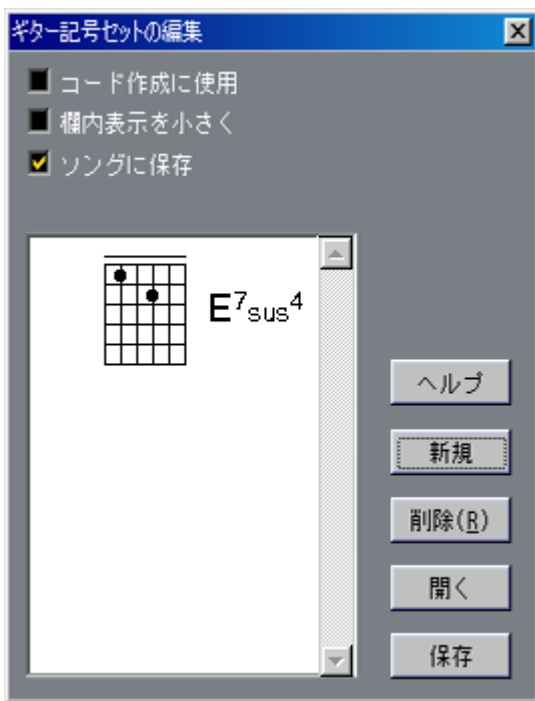 ギター記号セットの編集
コード作成に使用
欄内表示を小さく
ソングに保存
E7sus4
ヘルプ
新規
削除(R)
開く
保存